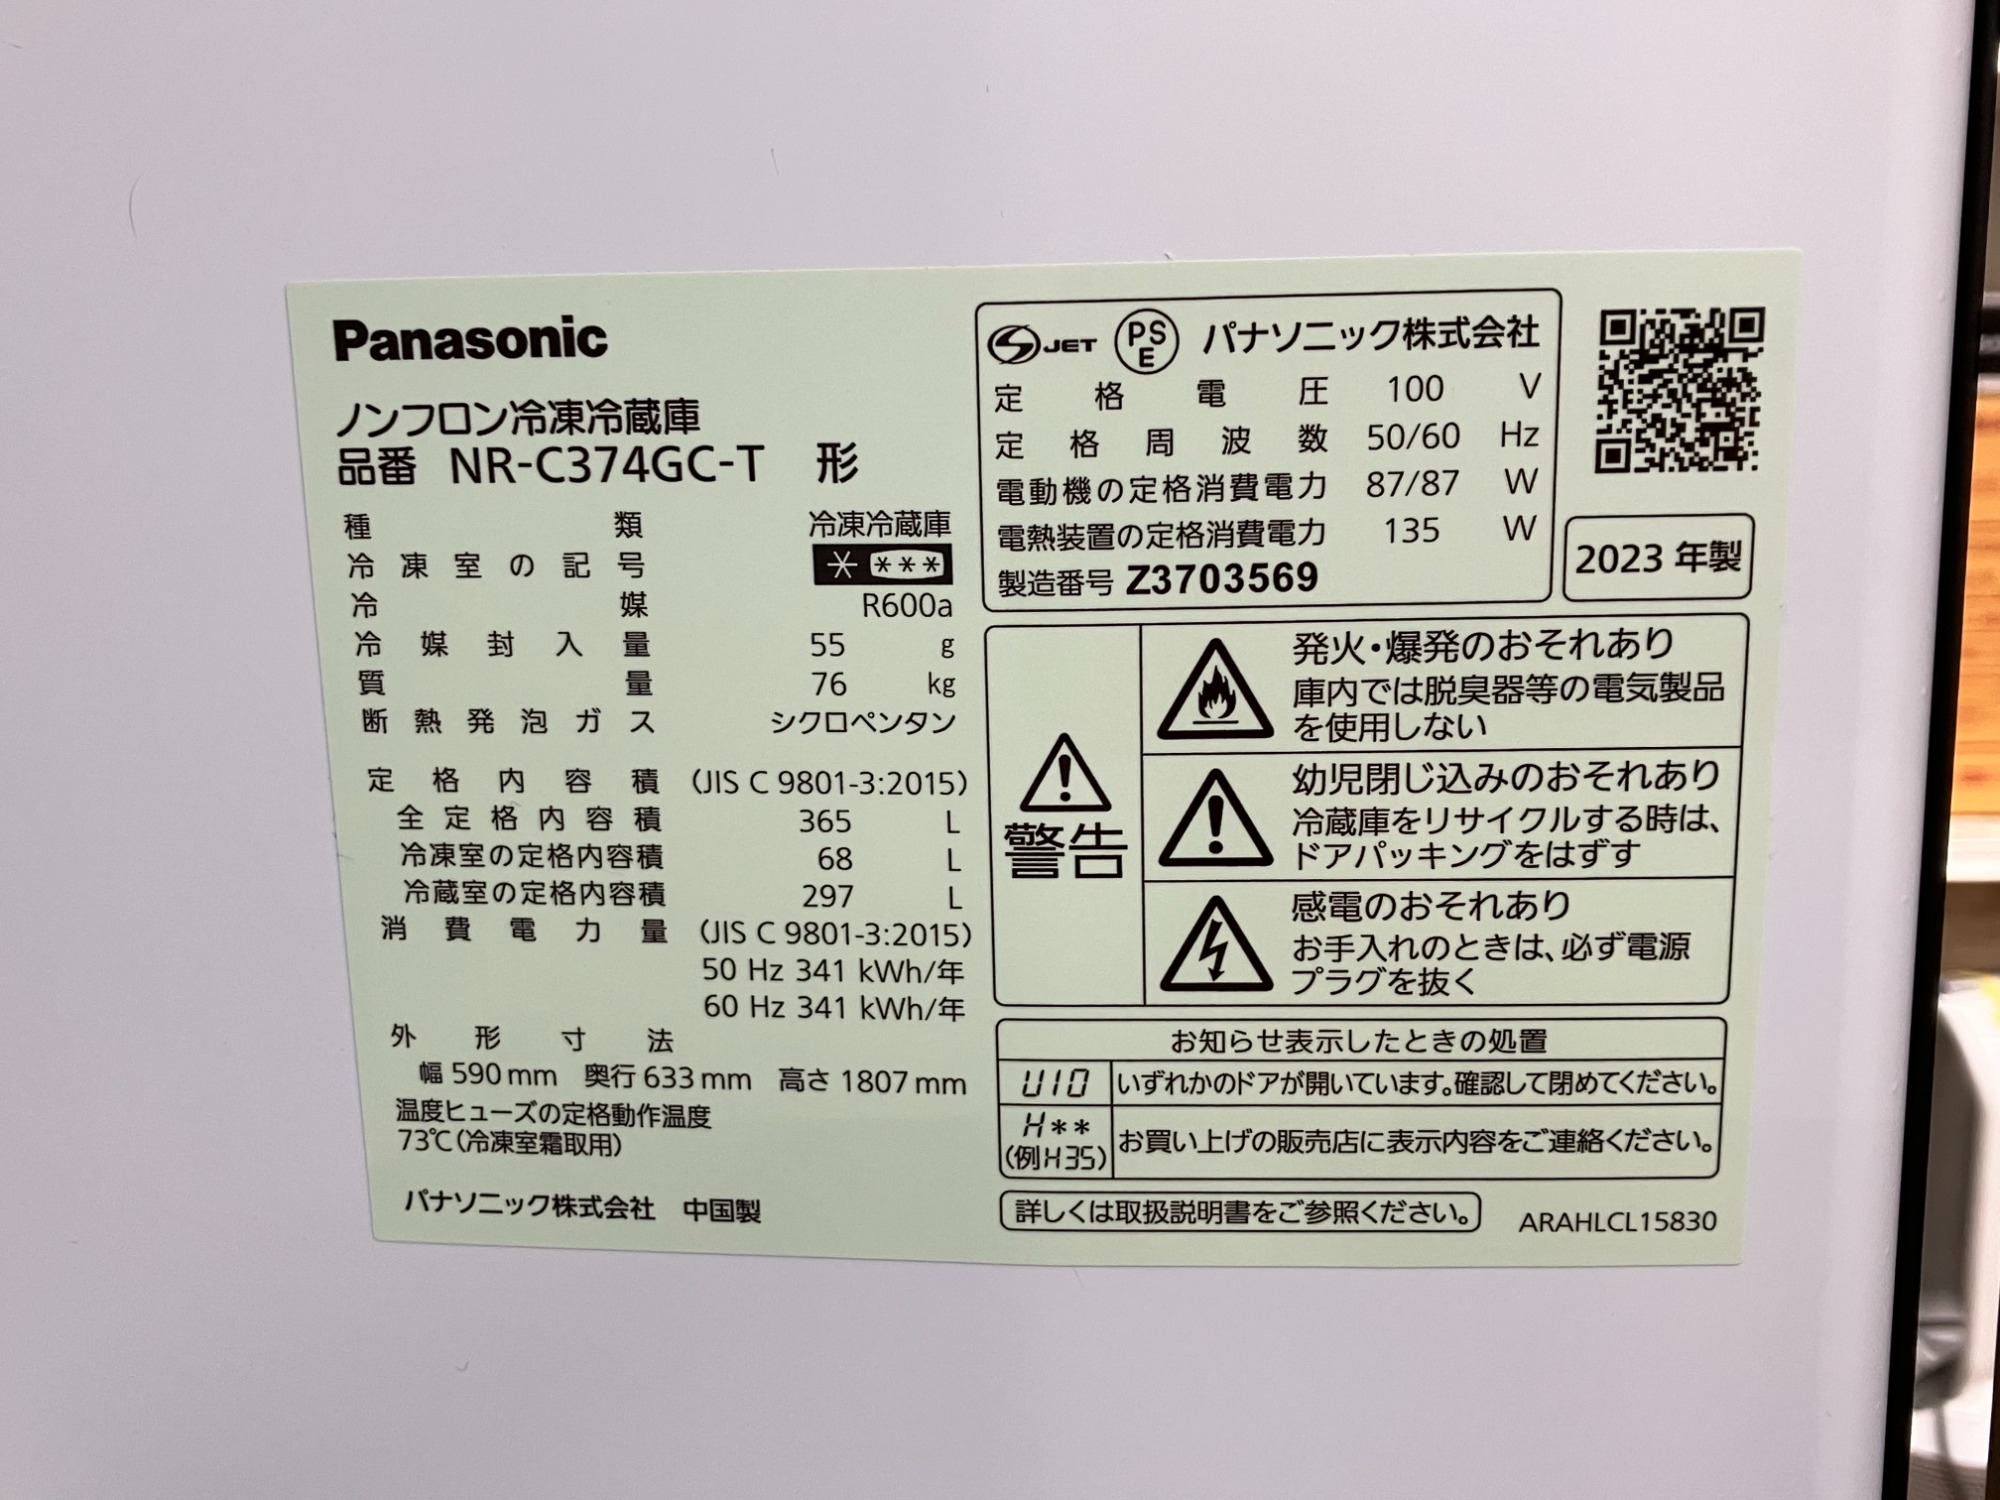 Panasonic
ノンフロン冷凍冷蔵庫
品番 NR-C374GC-T 形
種類 冷凍冷蔵庫
冷凍室の記号 * ***
冷媒 R600a
冷媒封入量 55 g
質量 76 kg
断熱発泡ガス シクロペンタン
定格内容積 (JIS C 9801-3:2015)
全定格内容積 365 L
冷凍室の定格内容積 68 L
冷蔵室の定格内容積 297 L
消費電力量 (JIS C 9801-3:2015)
50 Hz 341 kWh/年
60 Hz 341 kWh/年
外形寸法
幅 590 mm 奥行 633 mm 高さ 1807 mm
温度ヒューズの定格動作温度
73℃(冷凍室霜取用)
パナソニック株式会社 中国製
S JET PSE パナソニック株式会社
定格電圧 100 V
定格周波数 50/60 Hz
電動機の定格消費電力 87/87 W
電熱装置の定格消費電力 135 W
製造番号 Z3703569
2023 年製
警告
発火・爆発のおそれあり
庫内では脱臭器等の電気製品
を使用しない
幼児閉じ込みのおそれあり
冷蔵庫をリサイクルする時は、
ドアパッキングをはずす
感電のおそれあり
お手入れのときは、必ず電源
プラグを抜く
お知らせ表示したときの処置
U10 いずれかのドアが開いています。確認して閉めてください。
H**
(例H35) お買い上げの販売店に表示内容をご連絡ください。
詳しくは取扱説明書をご参照ください。
ARAHLCL15830